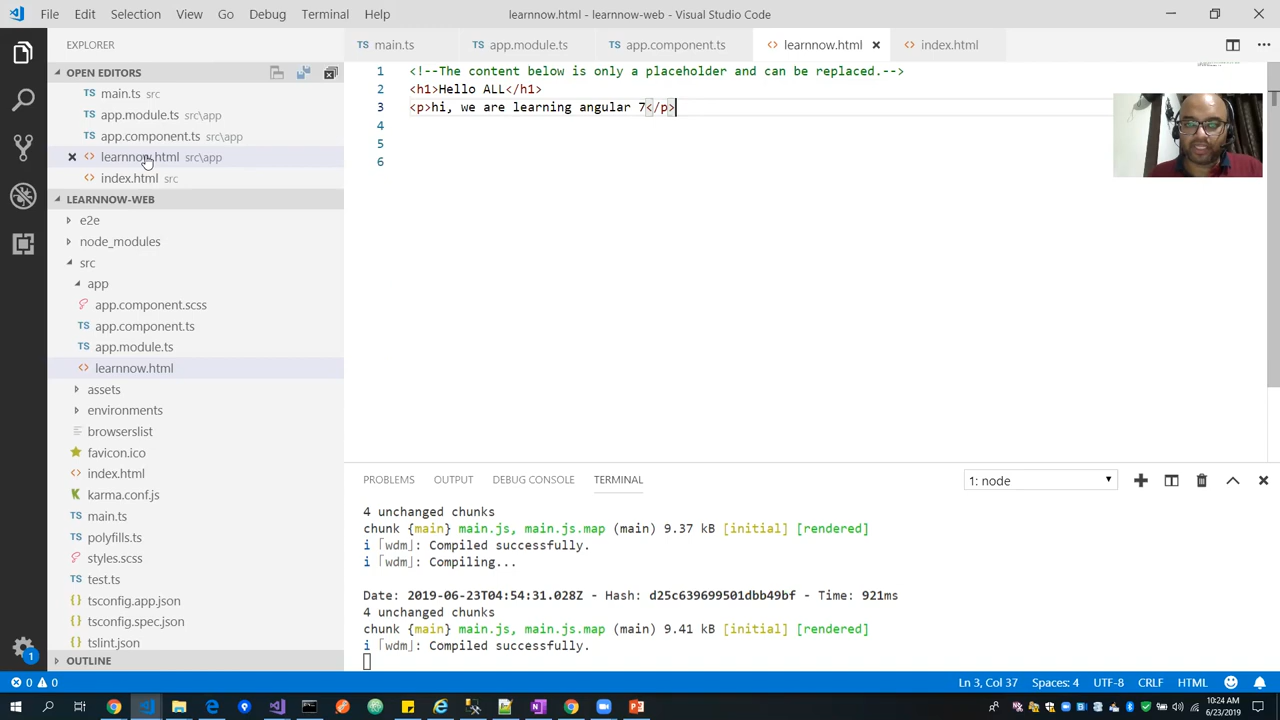 File Edit Selection View Go Debug Terminal Help
learnnow.html - learnnow-web - Visual Studio Code
EXPLORER
OPEN EDITORS
TS main.ts src
TS app.module.ts src\app
TS app.component.ts src\app
<> learnnow.html src\app
<> index.html src
LEARNNOW-WEB
e2e
node_modules
src
app
app.component.scss
TS app.component.ts
TS app.module.ts
<> learnnow.html
assets
environments
browserslist
favicon.ico
<> index.html
karma.conf.js
TS main.ts
TS polyfills.ts
styles.scss
TS test.ts
{} tsconfig.app.json
{} tsconfig.spec.json
{} tslint.json
OUTLINE
TS main.ts TS app.module.ts TS app.component.ts <> learnnow.html <> index.html
1 <!--The content below is only a placeholder and can be replaced.-->
2 <h1>Hello ALL</h1>
3 <p>hi, we are learning angular 7</p>
4
5
6
PROBLEMS OUTPUT DEBUG CONSOLE TERMINAL 1: node
4 unchanged chunks
chunk {main} main.js, main.js.map (main) 9.37 kB [initial] [rendered]
i ｢wdm｣: Compiled successfully.
i ｢wdm｣: Compiling...
Date: 2019-06-23T04:54:31.028Z - Hash: d25c639699501dbb49bf - Time: 921ms
4 unchanged chunks
chunk {main} main.js, main.js.map (main) 9.41 kB [initial] [rendered]
i ｢wdm｣: Compiled successfully.
1
0 0 Ln 3, Col 37 Spaces: 4 UTF-8 CRLF HTML
10:24 AM
6/23/2019